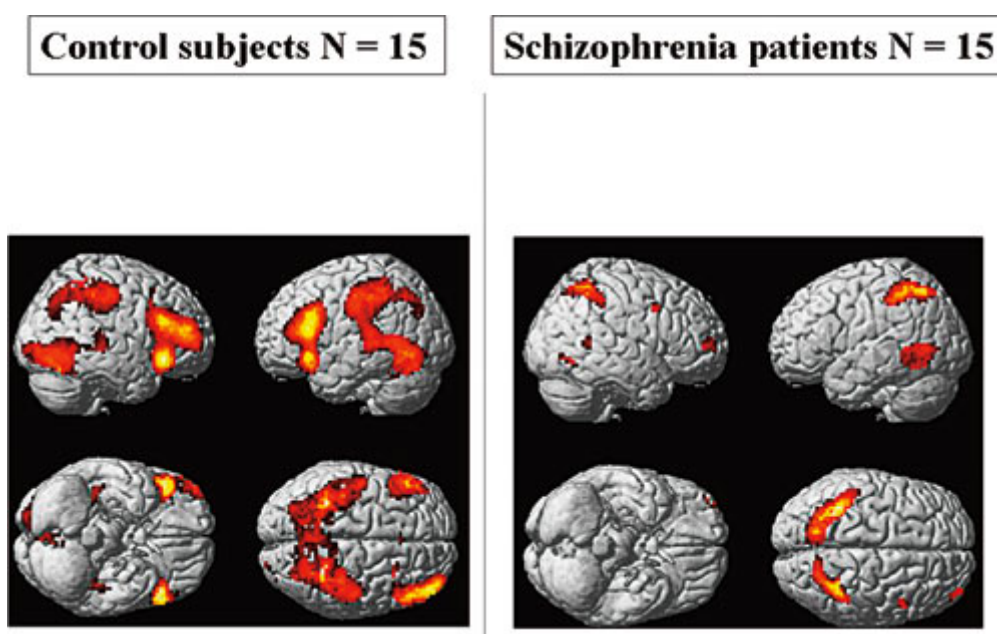 Control subjects N = 15
Schizophrenia patients N = 15